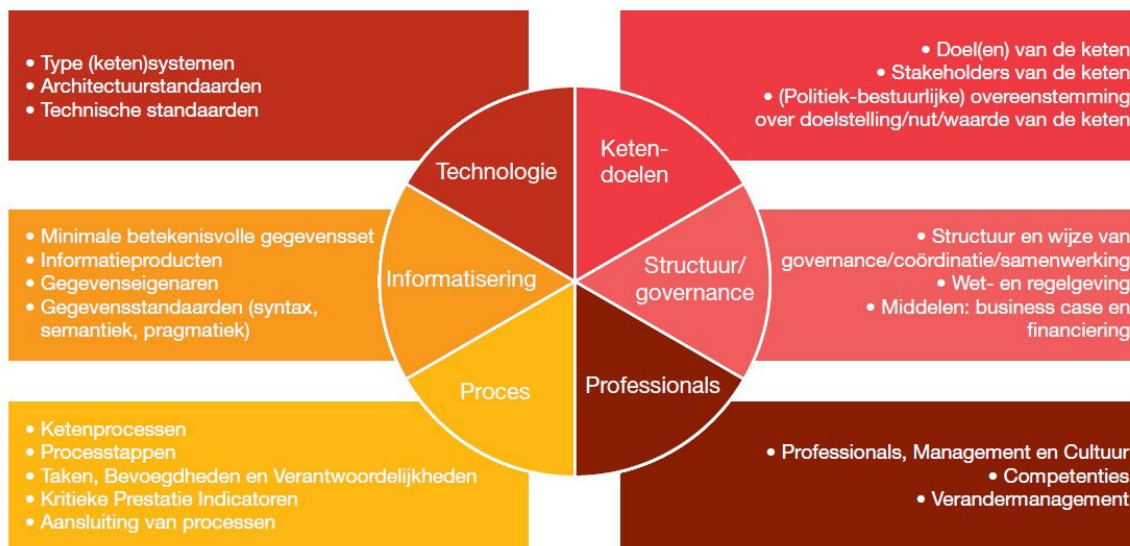 • Type (keten)systemen
• Architectuurstandaarden
• Technische standaarden
• Doel(en) van de keten
• Stakeholders van de keten
• (Politiek-bestuurlijke) overeenstemming
over doelstelling/nut/waarde van de keten
Technologie
Keten-
doelen
• Minimale betekenisvolle gegevensset
• Informatieproducten
• Gegevenseigenaren
• Gegevensstandaarden (syntax,
semantiek, pragmatiek)
Informatisering
Structuur/
governance
• Structuur en wijze van
governance/coördinatie/samenwerking
• Wet- en regelgeving
• Middelen: business case en
financiering
Proces
Professionals
• Ketenprocessen
• Processtappen
• Taken, Bevoegdheden en Verantwoordelijkheden
• Kritieke Prestatie Indicatoren
• Aansluiting van processen
• Professionals, Management en Cultuur
• Competenties
• Verandermanagement